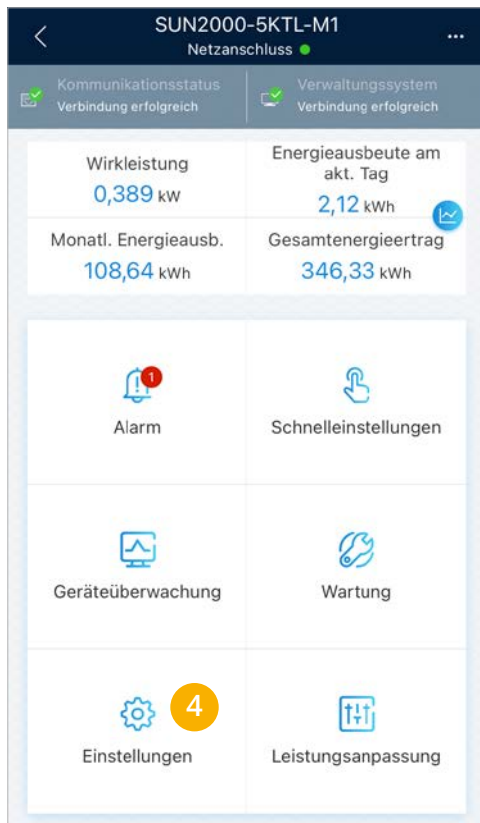 SUN2000-5KTL-M1
Netzanschluss
Kommunikationsstatus
Verbindung erfolgreich
Verwaltungssystem
Verbindung erfolgreich
Wirkleistung
0,389 kW
Energieausbeute am
akt. Tag
2,12 kWh
Monatl. Energieausb.
108,64 kWh
Gesamtenergieertrag
346,33 kWh
1
Alarm
Schnelleinstellungen
Geräteüberwachung
Wartung
4
Einstellungen
Leistungsanpassung